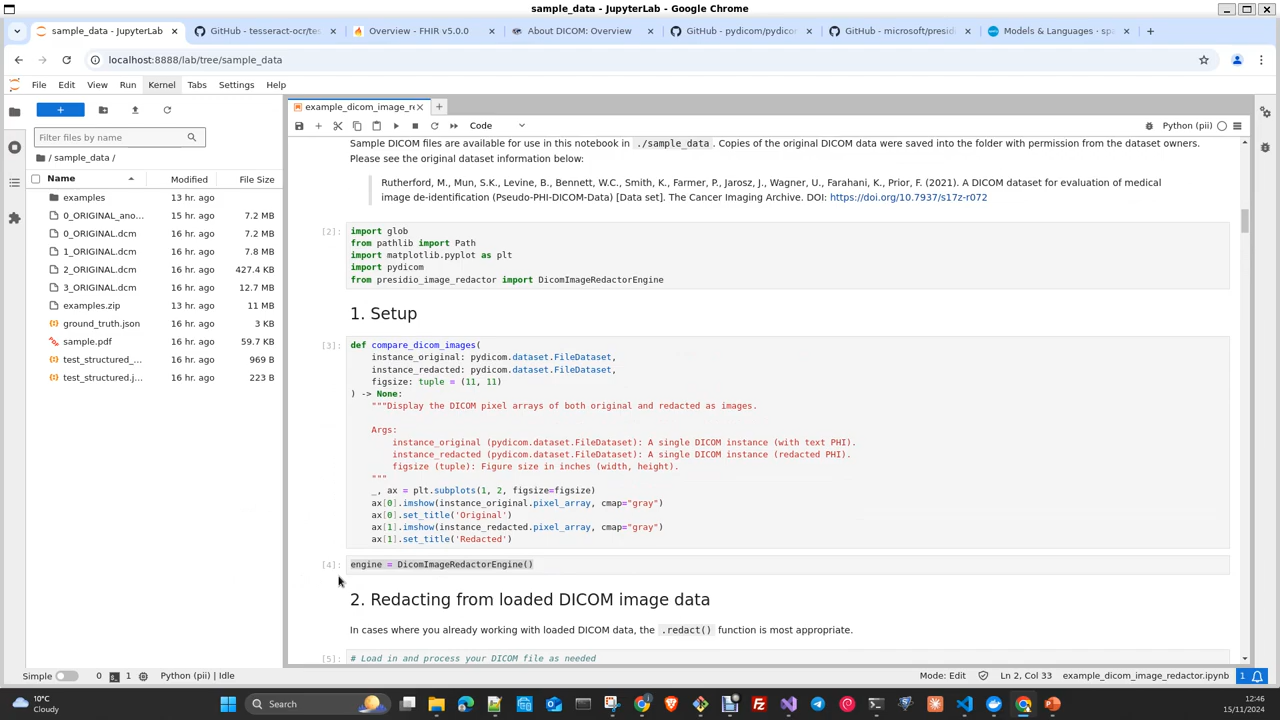 sample_data - JupyterLab - Google Chrome
sample_data - JupyterLab
GitHub - tesseract-ocr/tes
Overview - FHIR v5.0.0
About DICOM: Overview
GitHub - pydicom/pydicor
GitHub - microsoft/presid
Models & Languages · spa
localhost:8888/lab/tree/sample_data
File Edit View Run Kernel Tabs Settings Help
example_dicom_image_re
Filter files by name
Code
Python (pii)
/ sample_data /
Name Modified File Size
examples 13 hr. ago
0_ORIGINAL_ano... 15 hr. ago 7.2 MB
0_ORIGINAL.dcm 16 hr. ago 7.2 MB
1_ORIGINAL.dcm 16 hr. ago 7.8 MB
2_ORIGINAL.dcm 16 hr. ago 427.4 KB
3_ORIGINAL.dcm 16 hr. ago 12.7 MB
examples.zip 13 hr. ago 11 MB
ground_truth.json 16 hr. ago 3 KB
sample.pdf 16 hr. ago 59.7 KB
test_structured_... 16 hr. ago 969 B
test_structured.j... 16 hr. ago 223 B
Sample DICOM files are available for use in this notebook in ./sample_data . Copies of the original DICOM data were saved into the folder with permission from the dataset owners.
Please see the original dataset information below:
Rutherford, M., Mun, S.K., Levine, B., Bennett, W.C., Smith, K., Farmer, P., Jarosz, J., Wagner, U., Farahani, K., Prior, F. (2021). A DICOM dataset for evaluation of medical
image de-identification (Pseudo-PHI-DICOM-Data) [Data set]. The Cancer Imaging Archive. DOI: https://doi.org/10.7937/s17z-r072
[2]: import glob
from pathlib import Path
import matplotlib.pyplot as plt
import pydicom
from presidio_image_redactor import DicomImageRedactorEngine
1. Setup
[3]: def compare_dicom_images(
instance_original: pydicom.dataset.FileDataset,
instance_redacted: pydicom.dataset.FileDataset,
figsize: tuple = (11, 11)
) -> None:
"""Display the DICOM pixel arrays of both original and redacted as images.
Args:
instance_original (pydicom.dataset.FileDataset): A single DICOM instance (with text PHI).
instance_redacted (pydicom.dataset.FileDataset): A single DICOM instance (redacted PHI).
figsize (tuple): Figure size in inches (width, height).
"""
_, ax = plt.subplots(1, 2, figsize=figsize)
ax[0].imshow(instance_original.pixel_array, cmap="gray")
ax[0].set_title('Original')
ax[1].imshow(instance_redacted.pixel_array, cmap="gray")
ax[1].set_title('Redacted')
[4]: engine = DicomImageRedactorEngine()
2. Redacting from loaded DICOM image data
In cases where you already working with loaded DICOM data, the .redact() function is most appropriate.
[5]: # Load in and process your DICOM file as needed
Simple 0 1 Python (pii) | Idle Mode: Edit Ln 2, Col 33 example_dicom_image_redactor.ipynb 1
10°C
Cloudy
Search
12:46
15/11/2024